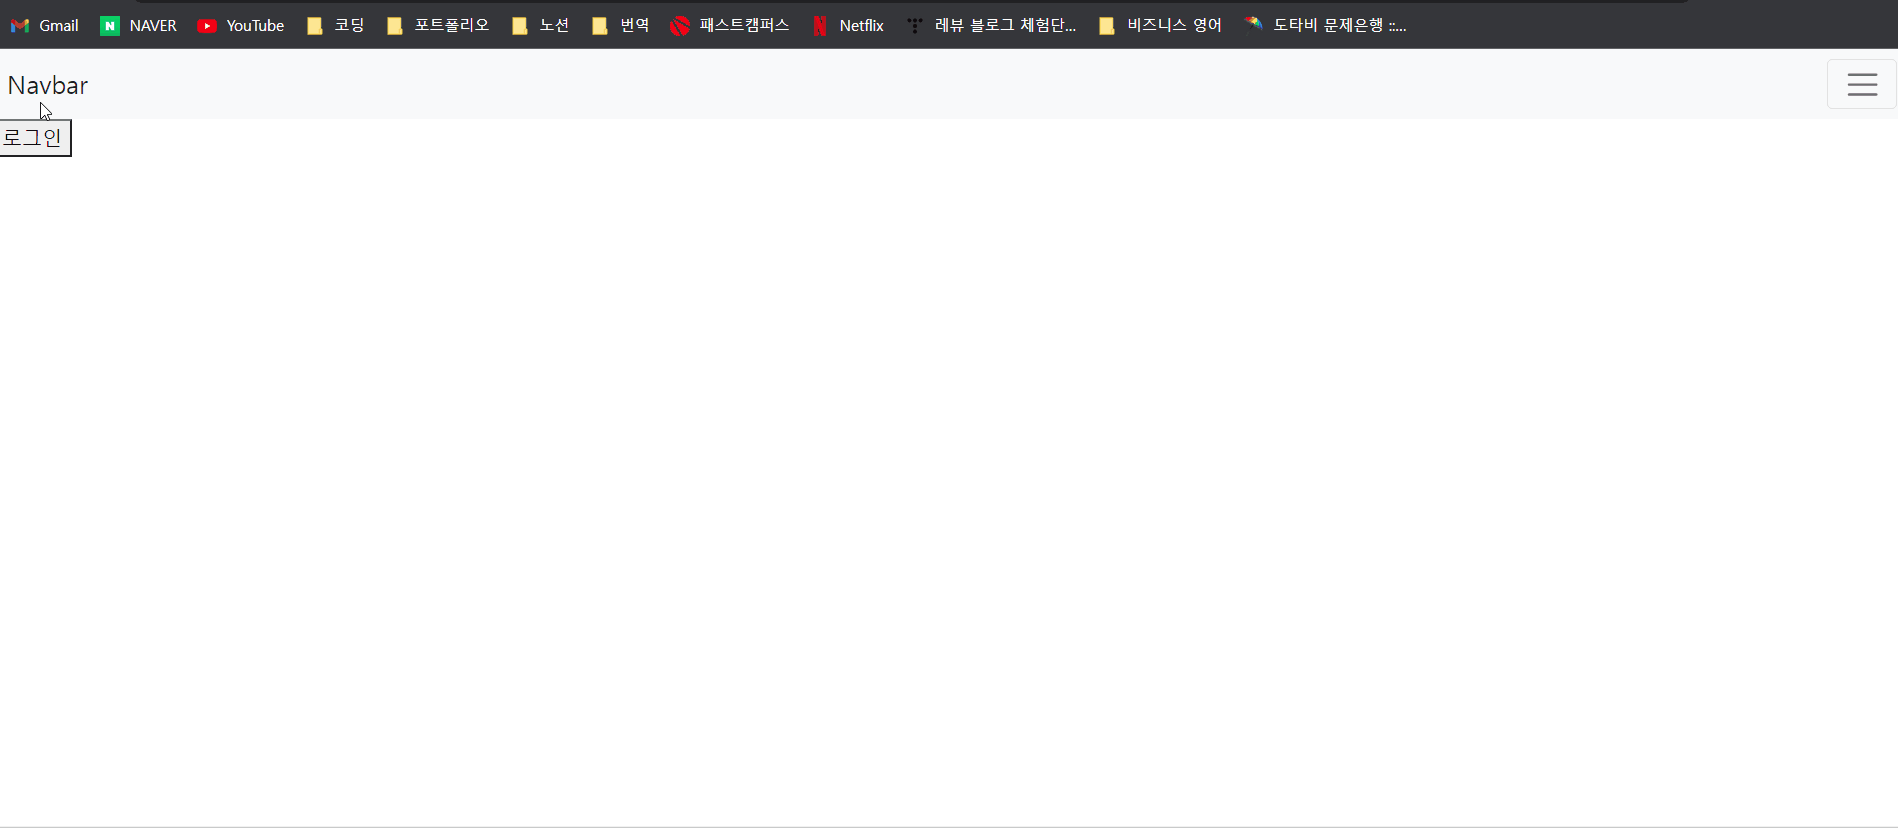 Gmail NAVER YouTube 코딩 포트폴리오 노션 번역 패스트캠퍼스 Netflix 레뷰 블로그 체험단... 비즈니스 영어 도타비 문제은행 ::...
Navbar
로그인